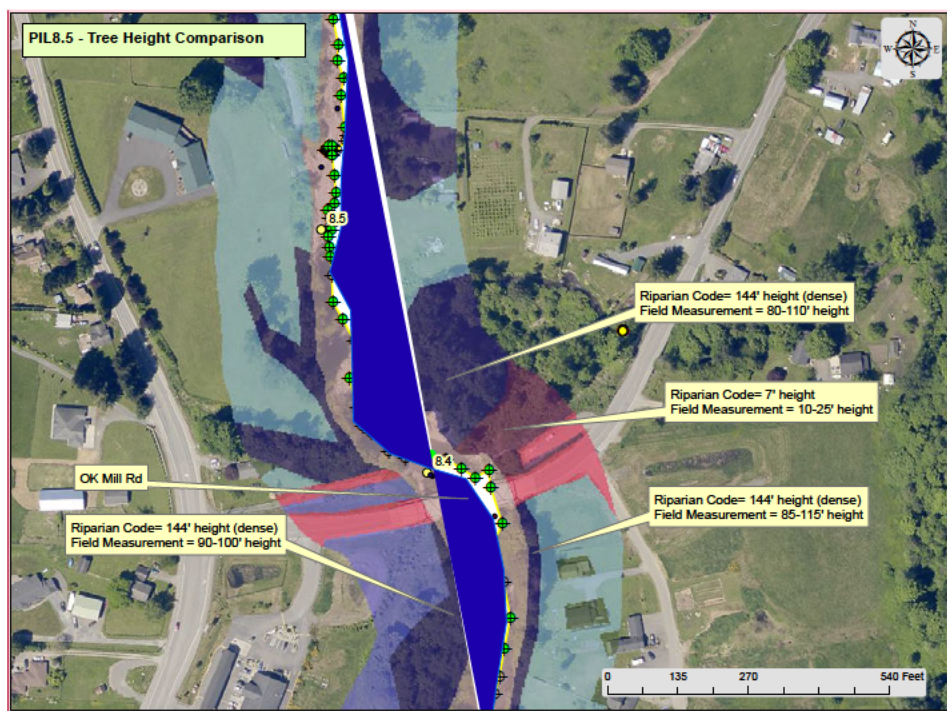 PIL8.5 - Tree Height Comparison
N
W E
S
8.5
Riparian Code= 144' height (dense)
Field Measurement = 80-110' height
Riparian Code= 7' height
Field Measurement = 10-25' height
8.4
OK Mill Rd
Riparian Code= 144' height (dense)
Field Measurement = 85-115' height
Riparian Code= 144' height (dense)
Field Measurement = 90-100' height
0 135 270 540 Feet